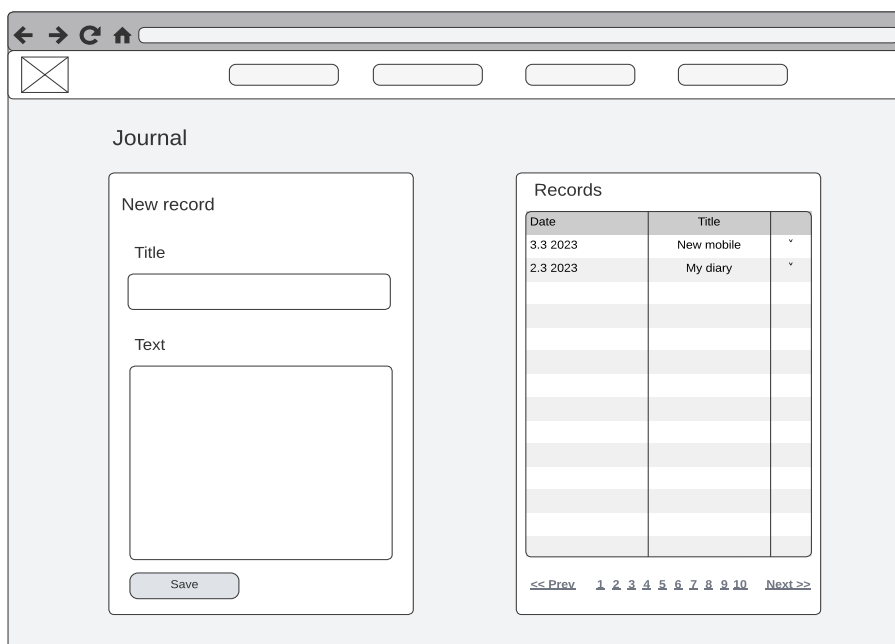 Journal
New record
Title
Text
Save
Records
Date Title
3.3 2023 New mobile ˅
2.3 2023 My diary ˅
<< Prev 1 2 3 4 5 6 7 8 9 10 Next >>